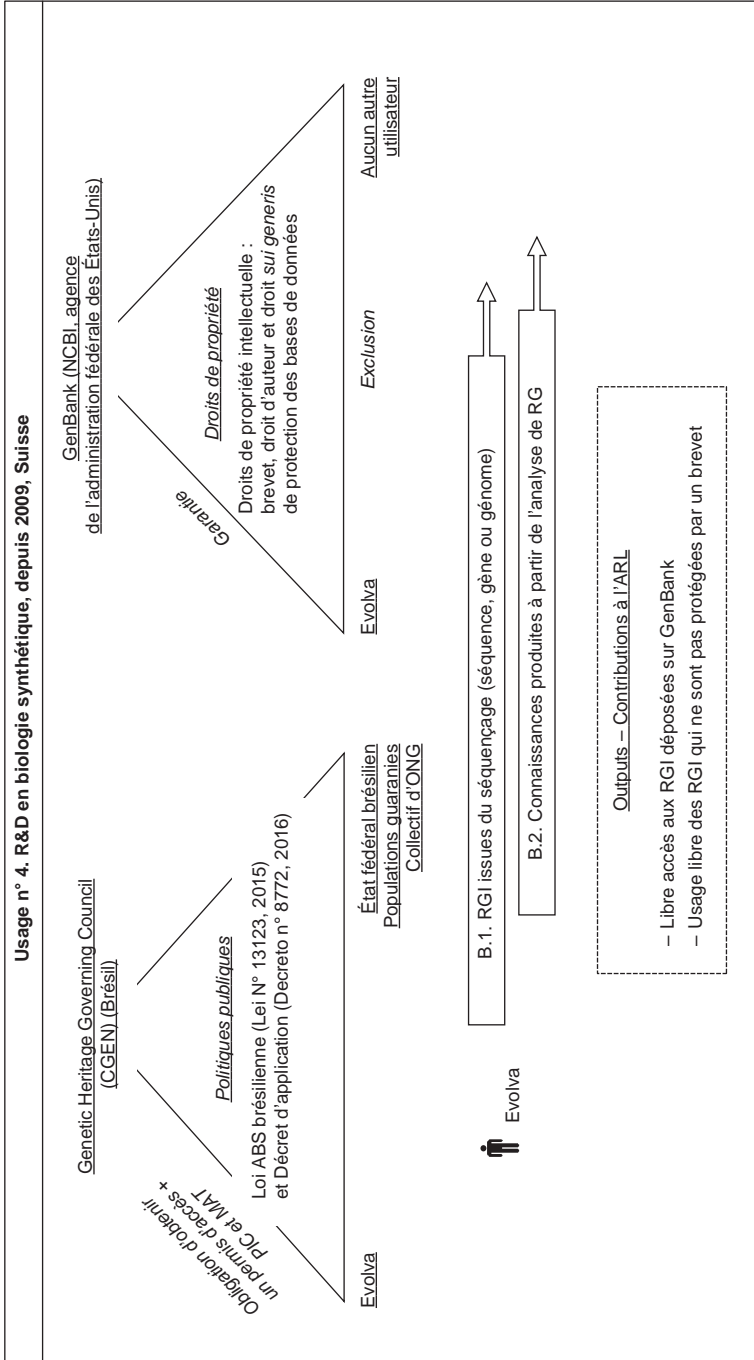 Usage n° 4. R&D en biologie synthétique, depuis 2009, Suisse
Genetic Heritage Governing Council
(CGEN) (Brésil)
Obligation d'obtenir
un permis d'accès +
PIC et MAT
Politiques publiques
Loi ABS brésilienne (Lei N° 13123, 2015)
et Décret d'application (Decreto n° 8772, 2016)
Evolva
État fédéral brésilien
Populations guaranies
Collectif d'ONG
GenBank (NCBI, agence
de l'administration fédérale des États-Unis)
Garantie
Droits de propriété
Droits de propriété intellectuelle :
brevet, droit d'auteur et droit sui generis
de protection des bases de données
Evolva
Exclusion
Aucun autre
utilisateur
Evolva
B.1. RGI issues du séquençage (séquence, gène ou génome)
B.2. Connaissances produites à partir de l'analyse de RG
Outputs – Contributions à l'ARL
– Libre accès aux RGI déposées sur GenBank
– Usage libre des RGI qui ne sont pas protégées par un brevet